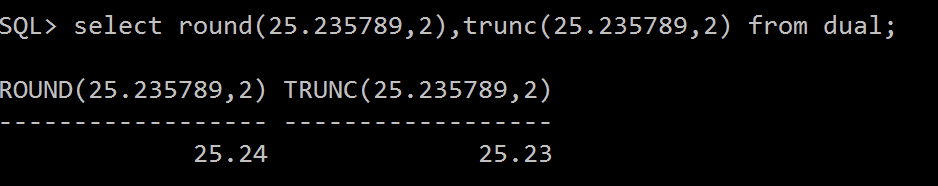 SQL> select round(25.235789,2),trunc(25.235789,2) from dual;
ROUND(25.235789,2) TRUNC(25.235789,2)
------------------ ------------------
25.24 25.23